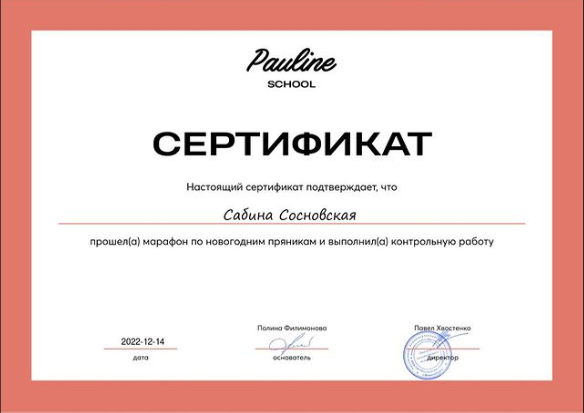 Pauline
SCHOOL
СЕРТИФИКАТ
Настоящий сертификат подтверждает, что
Сабина Сосновская
прошел(а) марафон по новогодним пряникам и выполнил(а) контрольную работу
Полина Филимонова
Павел Хвостенко
2022-12-14
дата
основатель
директор